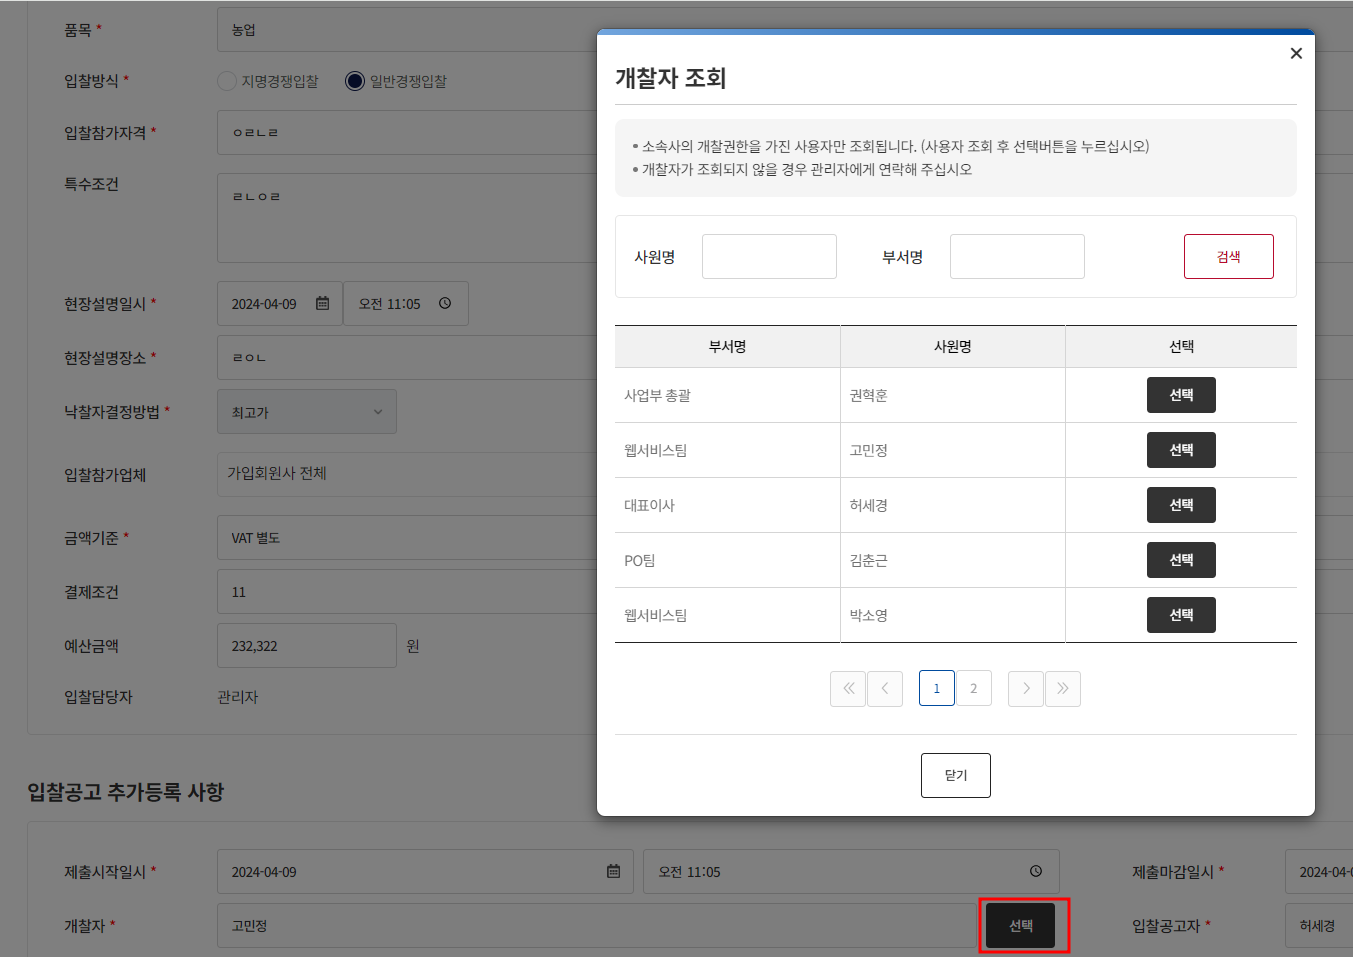 품목 *
농업
입찰방식 *
지명경쟁입찰
일반경쟁입찰
입찰참가자격 *
ㅇㄹㄴㄹ
특수조건
ㄹㄴㅇㄹ
현장설명일시 *
2024-04-09
오전 11:05
현장설명장소 *
ㄹㅇㄴ
낙찰자결정방법 *
최고가
입찰참가업체
가입회원사 전체
금액기준 *
VAT 별도
결제조건
11
예산금액
232,322
원
입찰담당자
관리자
개찰자 조회
• 소속사의 개찰권한을 가진 사용자만 조회됩니다. (사용자 조회 후 선택버튼을 누르십시오)
• 개찰자가 조회되지 않을 경우 관리자에게 연락해 주십시오
사원명
부서명
검색
부서명 사원명 선택
사업부 총괄 권혁훈 선택
웹서비스팀 고민정 선택
대표이사 허세경 선택
PO팀 김춘근 선택
웹서비스팀 박소영 선택
1 2
닫기
입찰공고 추가등록 사항
제출시작일시 *
2024-04-09
오전 11:05
제출마감일시 *
2024-04-0
개찰자 *
고민정
선택
입찰공고자 *
허세경